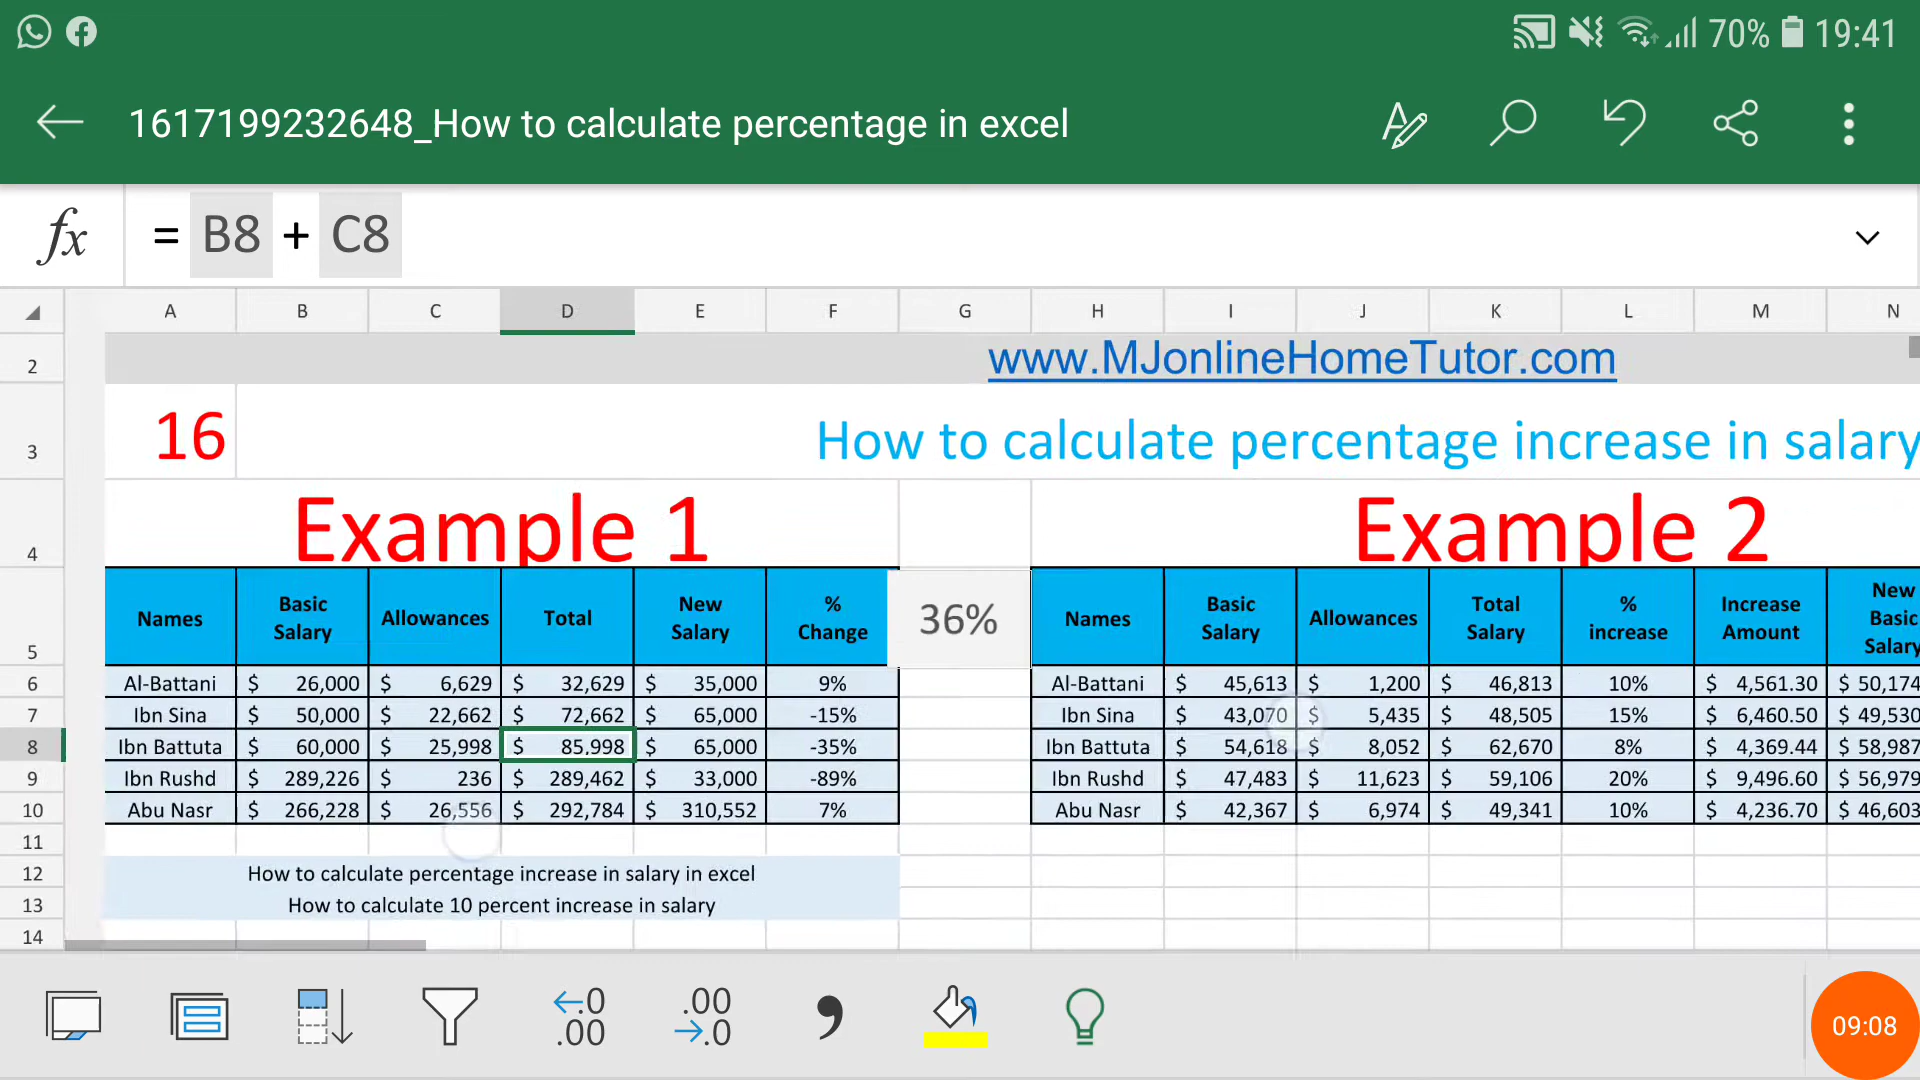 70% 19:41
1617199232648_How to calculate percentage in excel
fx = B8 + C8
A B C D E F G H I J K L M N
2 www.MJonlineHomeTutor.com
3 16 How to calculate percentage increase in salary
4 Example 1 Example 2
5 Names Basic Salary Allowances Total New Salary % Change 36% Names Basic Salary Allowances Total Salary % increase Increase Amount New Basic Salary
6 Al-Battani $ 26,000 $ 6,629 $ 32,629 $ 35,000 9% Al-Battani $ 45,613 $ 1,200 $ 46,813 10% $ 4,561.30 $ 50,174
7 Ibn Sina $ 50,000 $ 22,662 $ 72,662 $ 65,000 -15% Ibn Sina $ 43,070 $ 5,435 $ 48,505 15% $ 6,460.50 $ 49,530
8 Ibn Battuta $ 60,000 $ 25,998 $ 85,998 $ 65,000 -35% Ibn Battuta $ 54,618 $ 8,052 $ 62,670 8% $ 4,369.44 $ 58,987
9 Ibn Rushd $ 289,226 $ 236 $ 289,462 $ 33,000 -89% Ibn Rushd $ 47,483 $ 11,623 $ 59,106 20% $ 9,496.60 $ 56,979
10 Abu Nasr $ 266,228 $ 26,556 $ 292,784 $ 310,552 7% Abu Nasr $ 42,367 $ 6,974 $ 49,341 10% $ 4,236.70 $ 46,603
11
12 How to calculate percentage increase in salary in excel
13 How to calculate 10 percent increase in salary
14
.0 .00 , 09:08
.00 .0